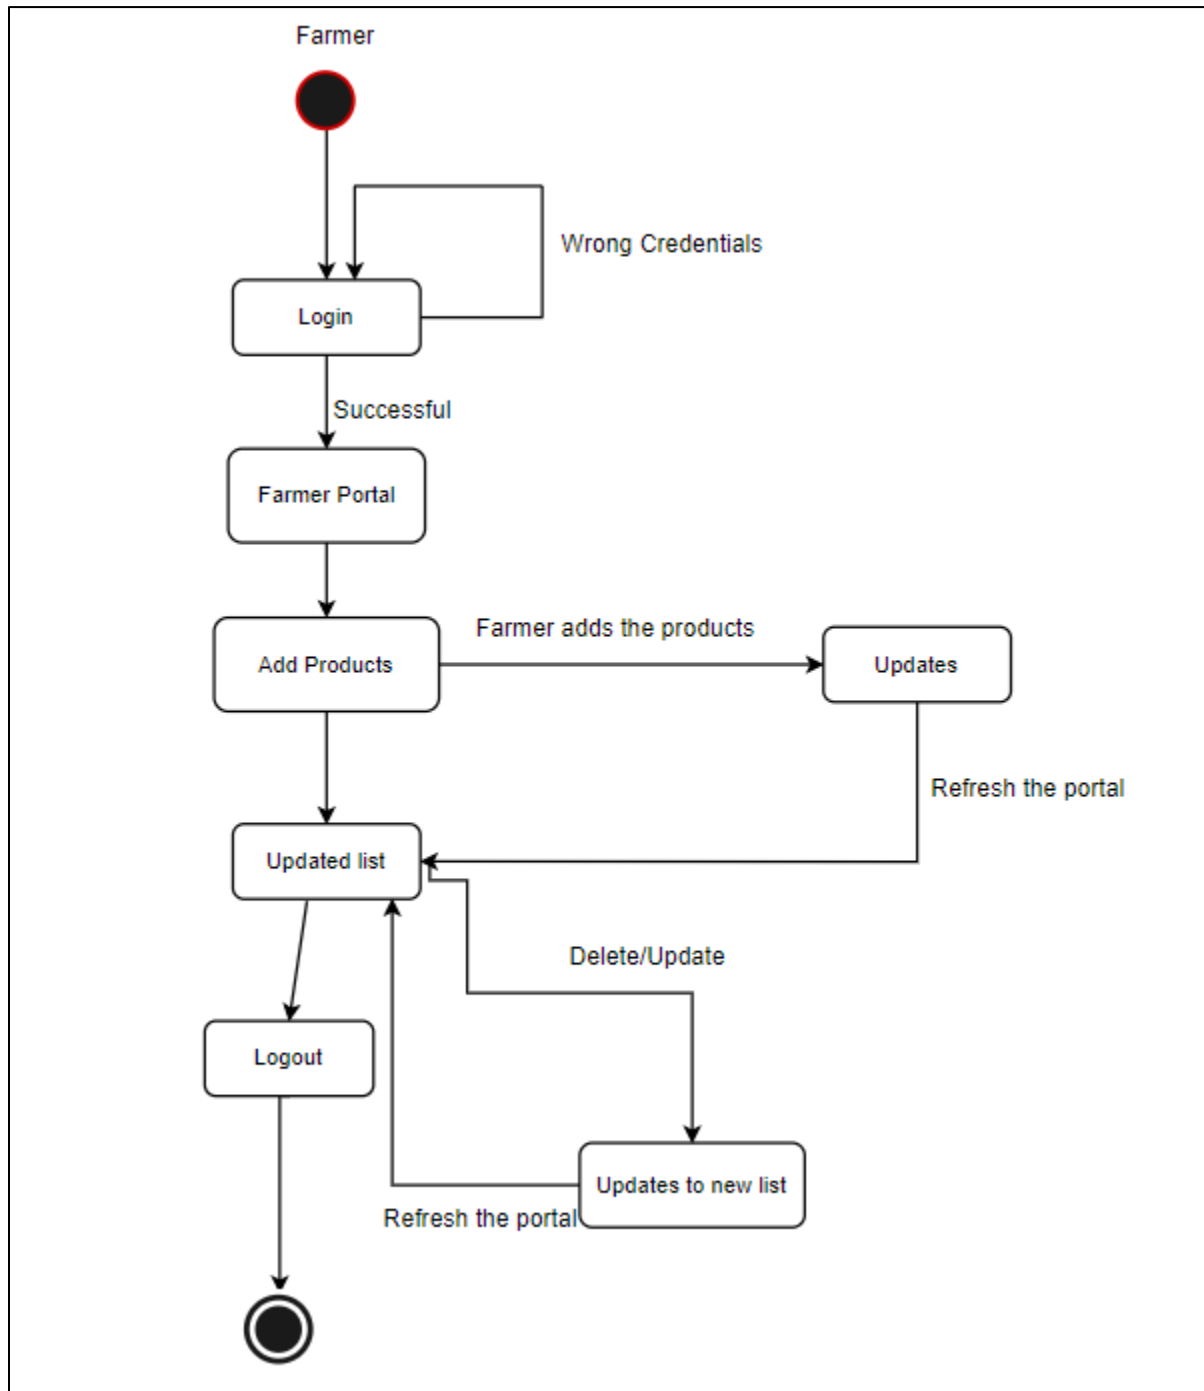 Farmer
Wrong Credentials
Login
Successful
Farmer Portal
Farmer adds the products
Add Products
Updates
Refresh the portal
Updated list
Delete/Update
Logout
Updates to new list
Refresh the portal